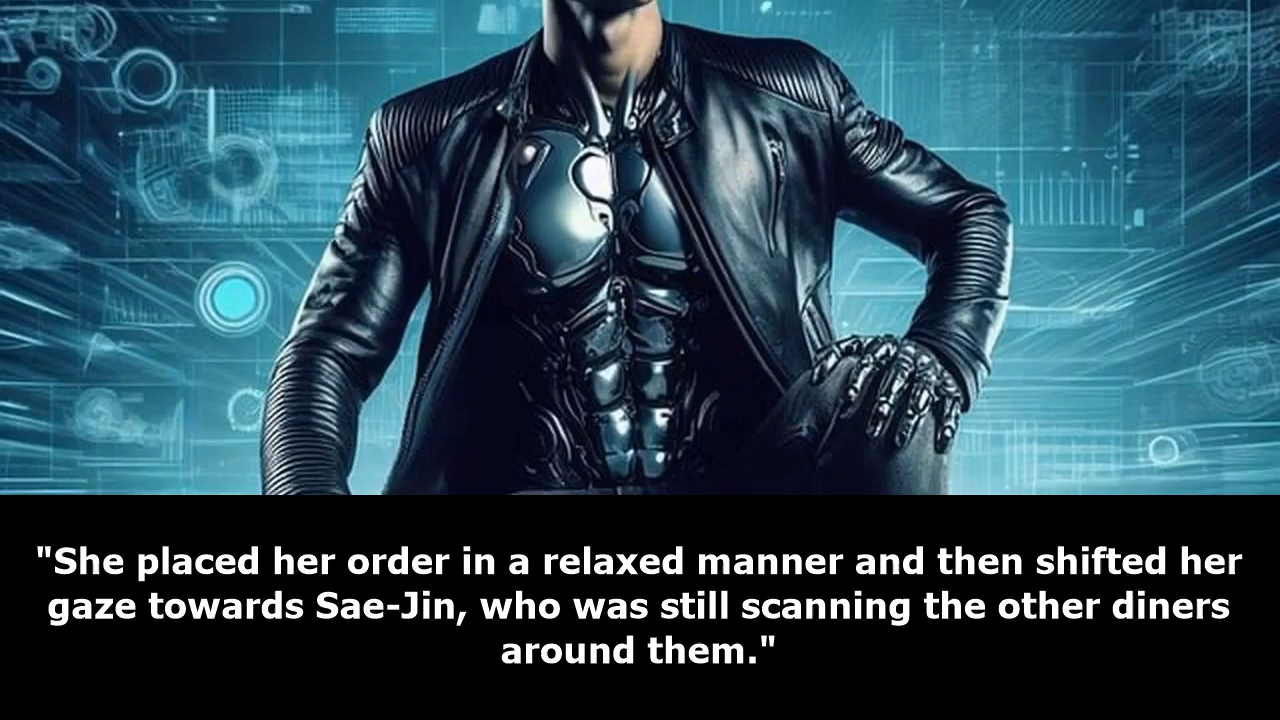 "She placed her order in a relaxed manner and then shifted her
gaze towards Sae-Jin, who was still scanning the other diners
around them."